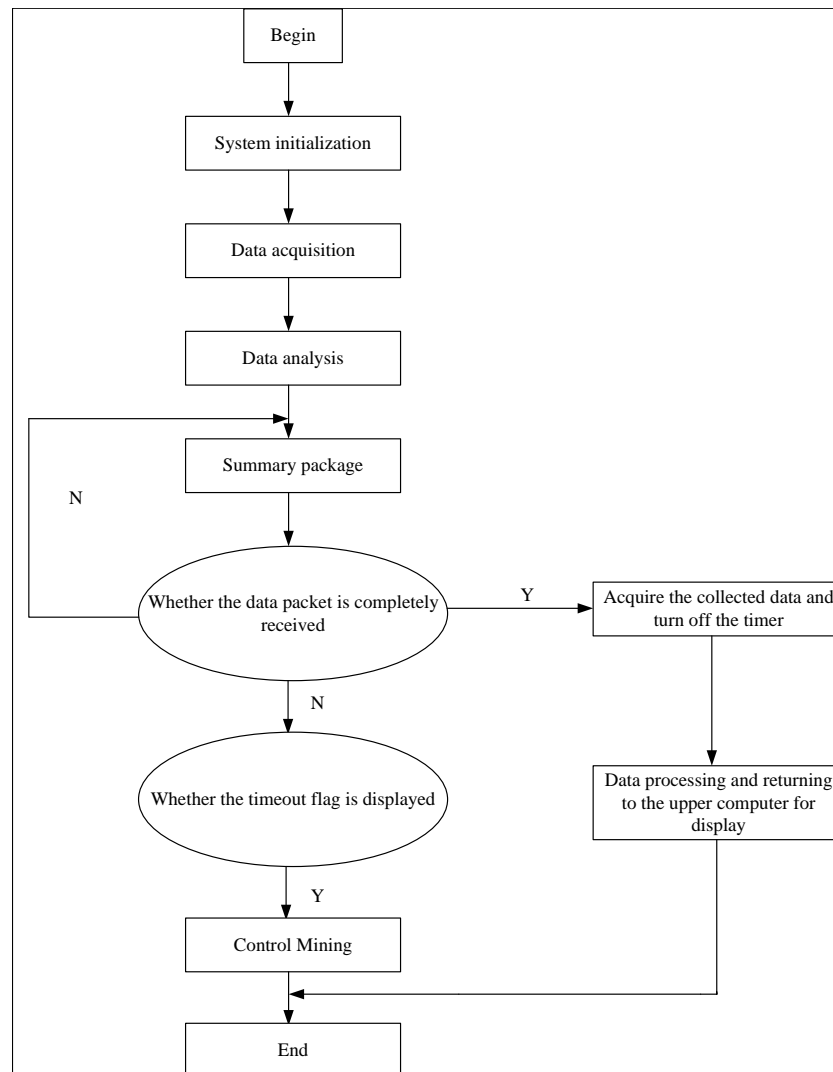 Begin
System initialization
Data acquisition
Data analysis
Summary package
N
Whether the data packet is completely
received
Y
Acquire the collected data and
turn off the timer
N
Whether the timeout flag is displayed
Data processing and returning
to the upper computer for
display
Y
Control Mining
End